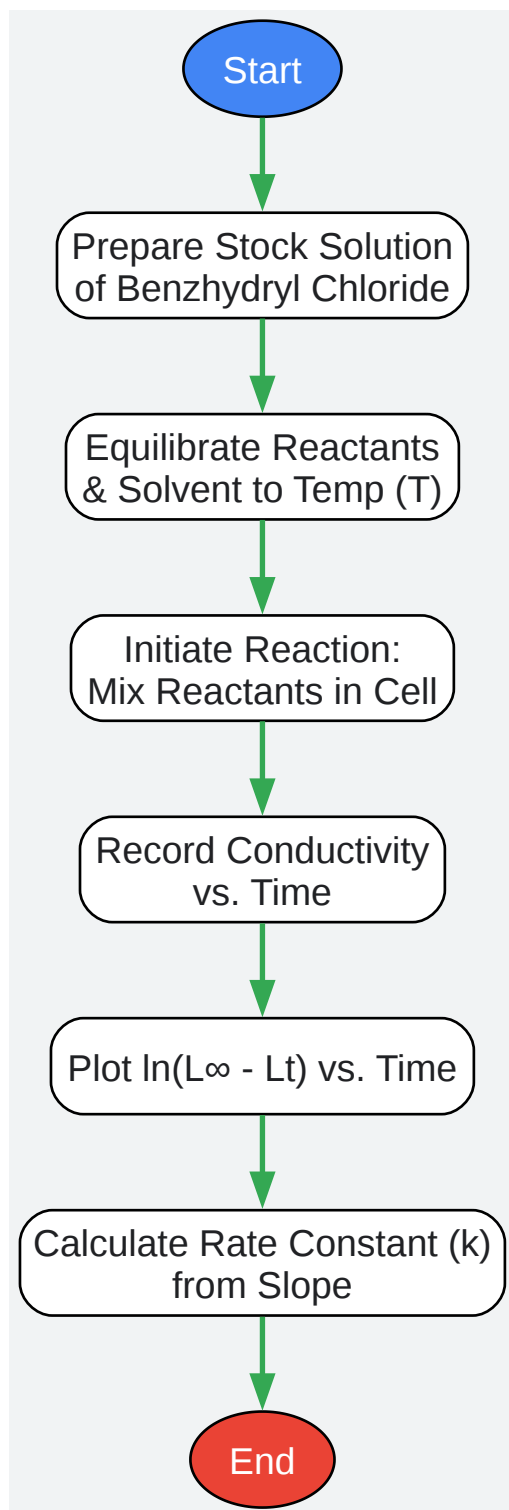 Start
Prepare Stock Solution
of Benzhydryl Chloride
Equilibrate Reactants
& Solvent to Temp (T)
Initiate Reaction:
Mix Reactants in Cell
Record Conductivity
vs. Time
Plot ln(L∞ - Lt) vs. Time
Calculate Rate Constant (k)
from Slope
End